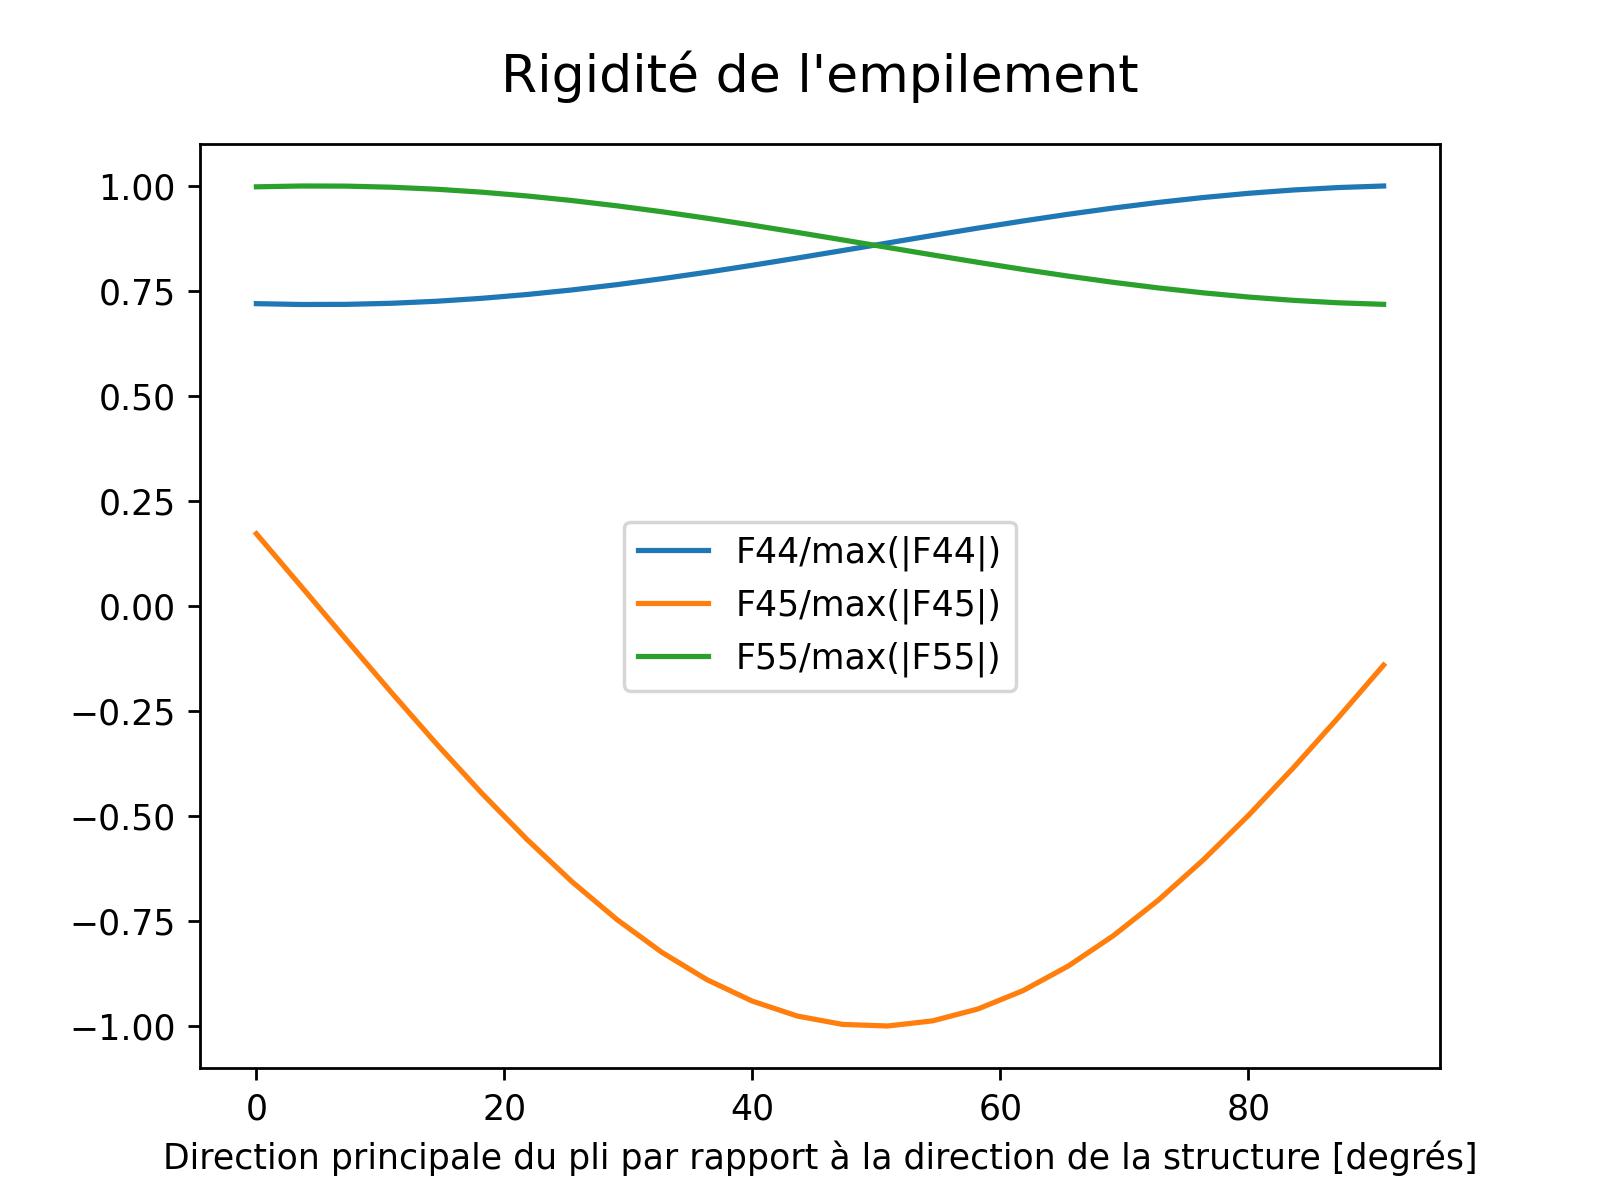 Rigidité de l'empilement
1.00
0.75
0.50
0.25
0.00
−0.25
−0.50
−0.75
−1.00
F44/max(|F44|)
F45/max(|F45|)
F55/max(|F55|)
0 20 40 60 80
Direction principale du pli par rapport à la direction de la structure [degrés]